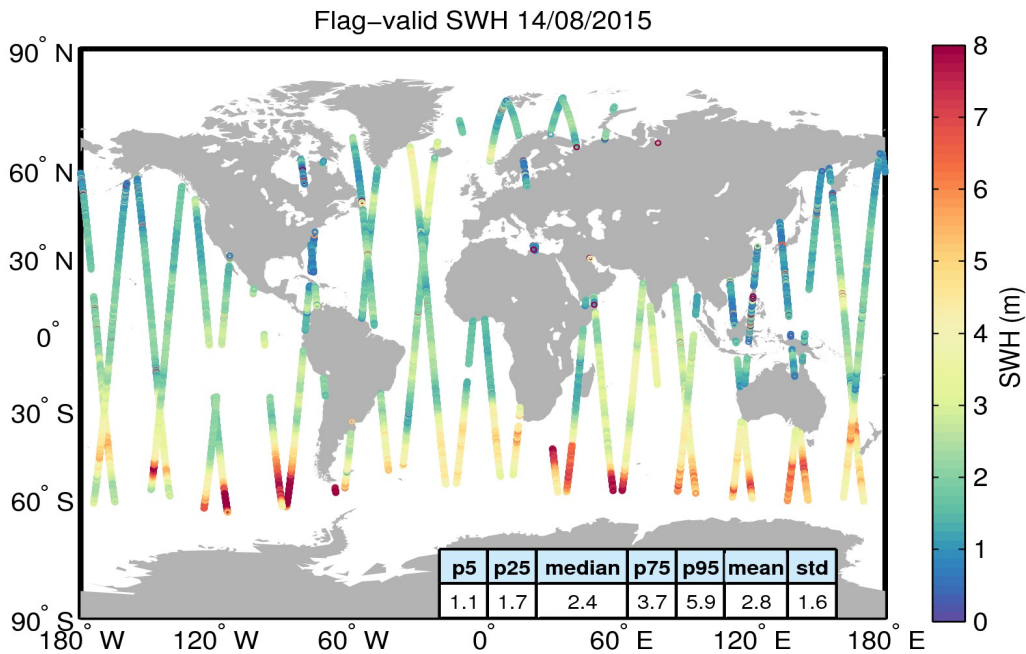 Flag−valid SWH 14/08/2015
90° N
60° N
30° N
0°
30° S
60° S
90° S
180° W
120° W
60° W
0°
60° E
120° E
180° E
p5 p25 median p75 p95 mean std
1.1 1.7 2.4 3.7 5.9 2.8 1.6
8
7
6
5
4
3
2
1
0
SWH (m)